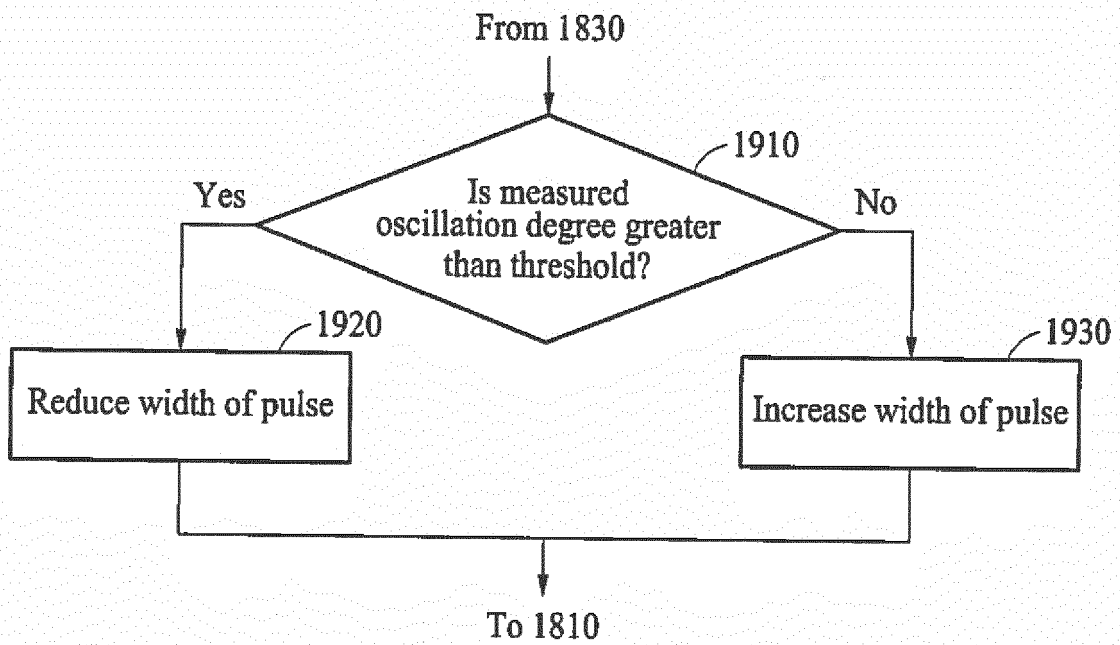 From 1830
1910
Is measured
oscillation degree greater
than threshold?
Yes
No
1920
Reduce width of pulse
1930
Increase width of pulse
To 1810